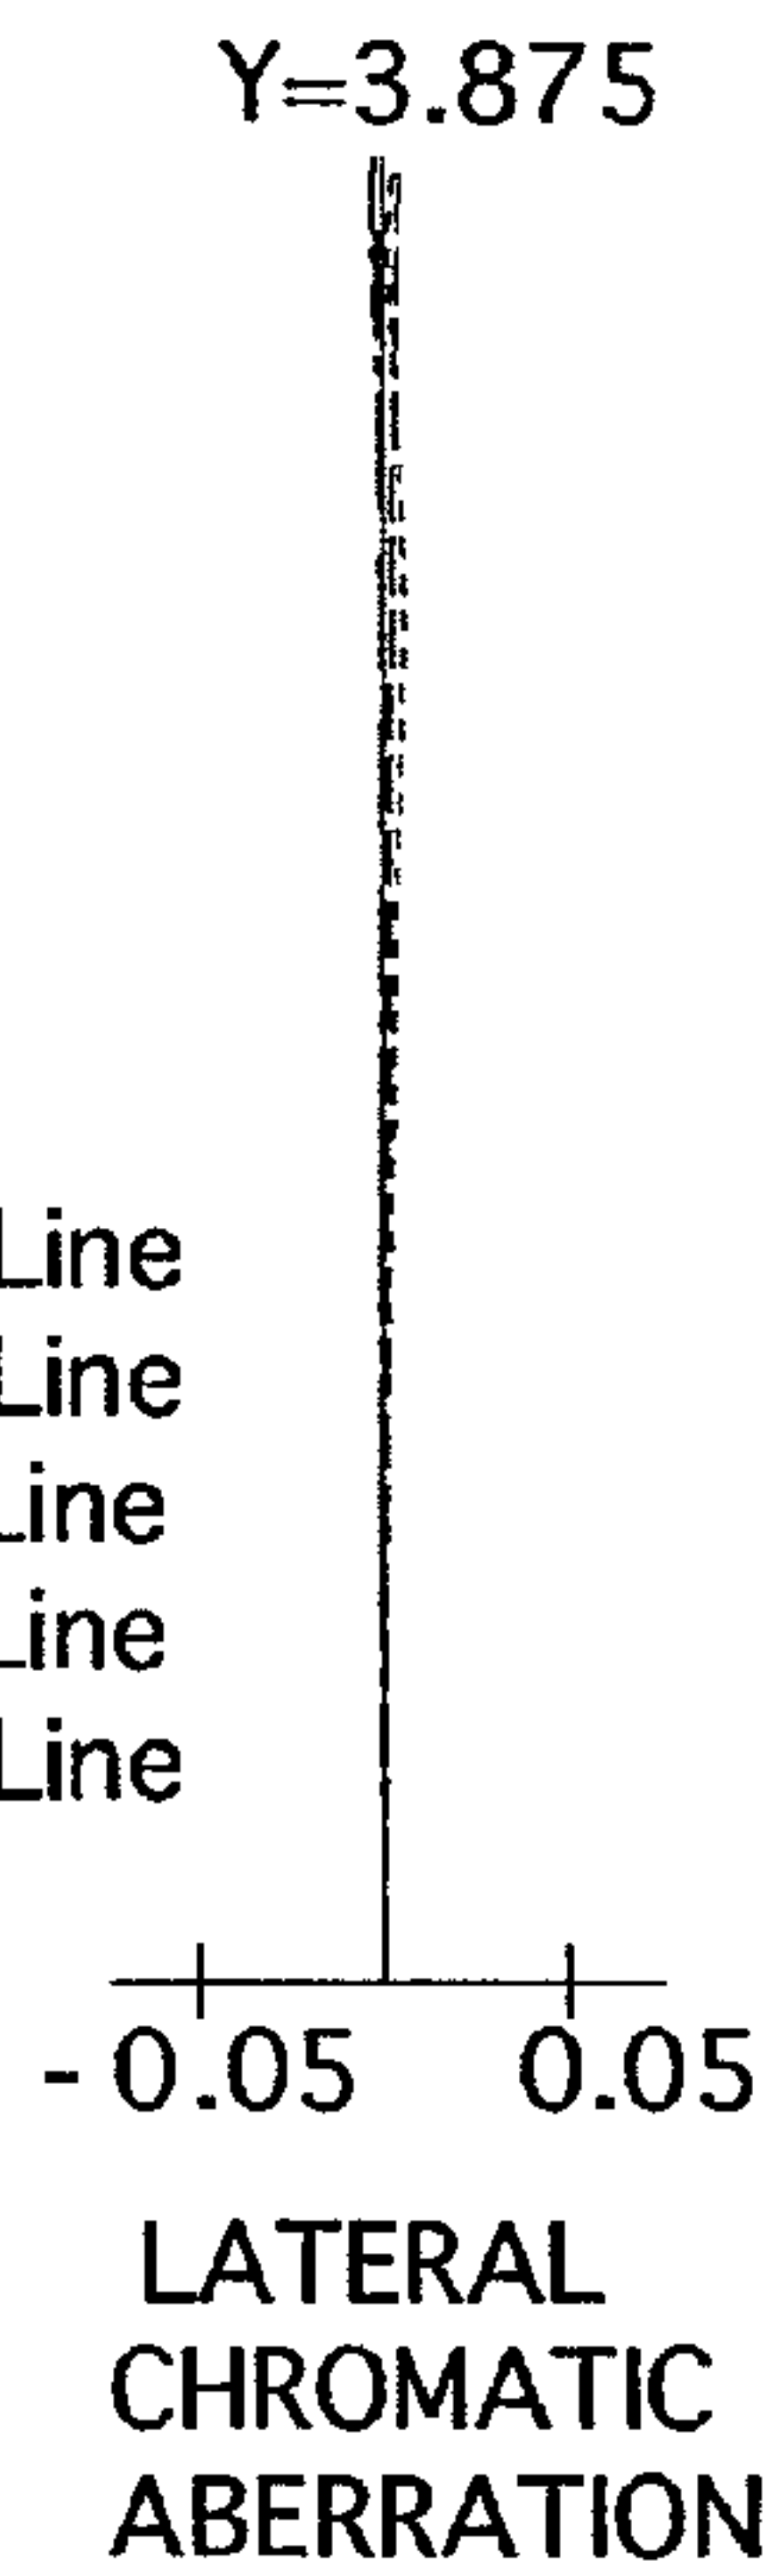 Y=3.875
Line
Line
Line
Line
Line
-0.05 0.05
LATERAL
CHROMATIC
ABERRATION